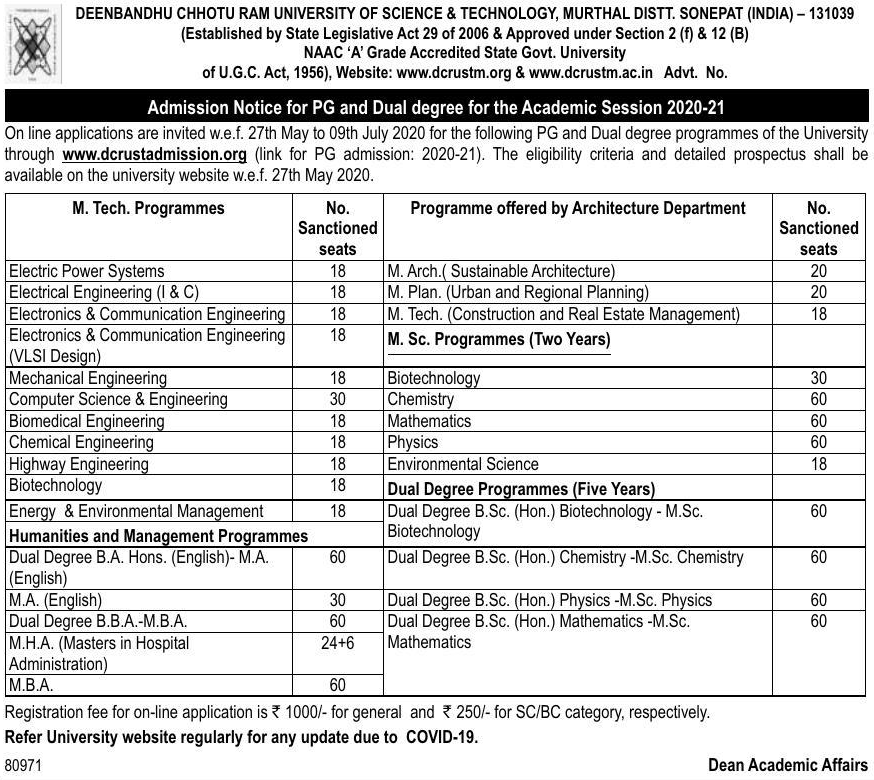 DEENBANDHU CHHOTU RAM UNIVERSITY OF SCIENCE & TECHNOLOGY, MURTHAL DISTT. SONEPAT (INDIA) – 131039
(Established by State Legislative Act 29 of 2006 & Approved under Section 2 (f) & 12 (B)
NAAC ‘A’ Grade Accredited State Govt. University
of U.G.C. Act, 1956), Website: www.dcrustm.org & www.dcrustm.ac.in Advt. No.
Admission Notice for PG and Dual degree for the Academic Session 2020-21
On line applications are invited w.e.f. 27th May to 09th July 2020 for the following PG and Dual degree programmes of the University
through www.dcrustadmission.org (link for PG admission: 2020-21). The eligibility criteria and detailed prospectus shall be
available on the university website w.e.f. 27th May 2020.
M. Tech. Programmes
No.
Sanctioned
seats
Electric Power Systems 18
Electrical Engineering (I & C) 18
Electronics & Communication Engineering 18
Electronics & Communication Engineering 18
(VLSI Design)
Mechanical Engineering 18
Computer Science & Engineering 30
Biomedical Engineering 18
Chemical Engineering 18
Highway Engineering 18
Biotechnology 18
Energy & Environmental Management 18
Humanities and Management Programmes
Dual Degree B.A. Hons. (English)- M.A. 60
(English)
M.A. (English) 30
Dual Degree B.B.A.-M.B.A. 60
M.H.A. (Masters in Hospital 24+6
Administration)
M.B.A. 60
Programme offered by Architecture Department
No.
Sanctioned
seats
M. Arch.( Sustainable Architecture) 20
M. Plan. (Urban and Regional Planning) 20
M. Tech. (Construction and Real Estate Management) 18
M. Sc. Programmes (Two Years)
Biotechnology 30
Chemistry 60
Mathematics 60
Physics 60
Environmental Science 18
Dual Degree Programmes (Five Years)
Dual Degree B.Sc. (Hon.) Biotechnology - M.Sc. 60
Biotechnology
Dual Degree B.Sc. (Hon.) Chemistry -M.Sc. Chemistry 60
Dual Degree B.Sc. (Hon.) Physics -M.Sc. Physics 60
Dual Degree B.Sc. (Hon.) Mathematics -M.Sc. 60
Mathematics
Registration fee for on-line application is ₹ 1000/- for general and ₹ 250/- for SC/BC category, respectively.
Refer University website regularly for any update due to COVID-19.
80971 Dean Academic Affairs